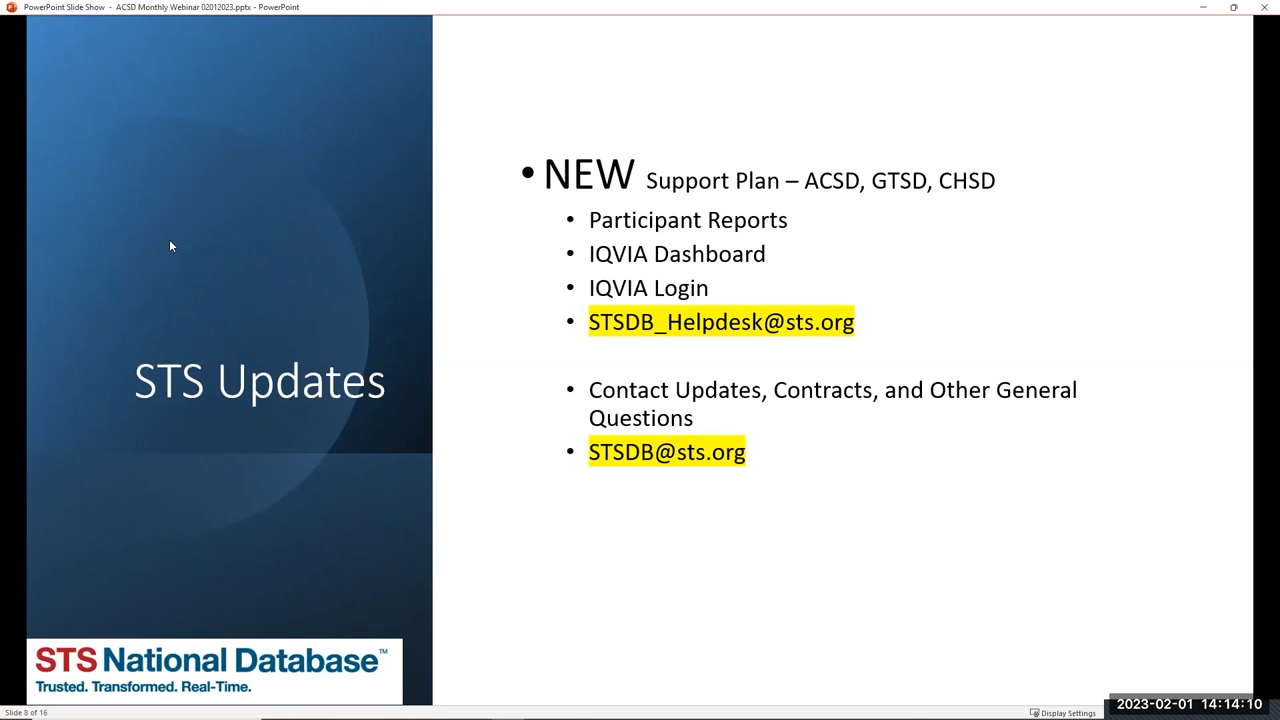 PowerPoint Slide Show - ACSD Monthly Webinar 02012023.pptx - PowerPoint
• NEW Support Plan – ACSD, GTSD, CHSD
• Participant Reports
• IQVIA Dashboard
• IQVIA Login
• STSDB_Helpdesk@sts.org
STS Updates
• Contact Updates, Contracts, and Other General
Questions
• STSDB@sts.org
STS National Database™
Trusted. Transformed. Real-Time.
Slide 8 of 16
Display Settings
2023-02-01 14:14:10